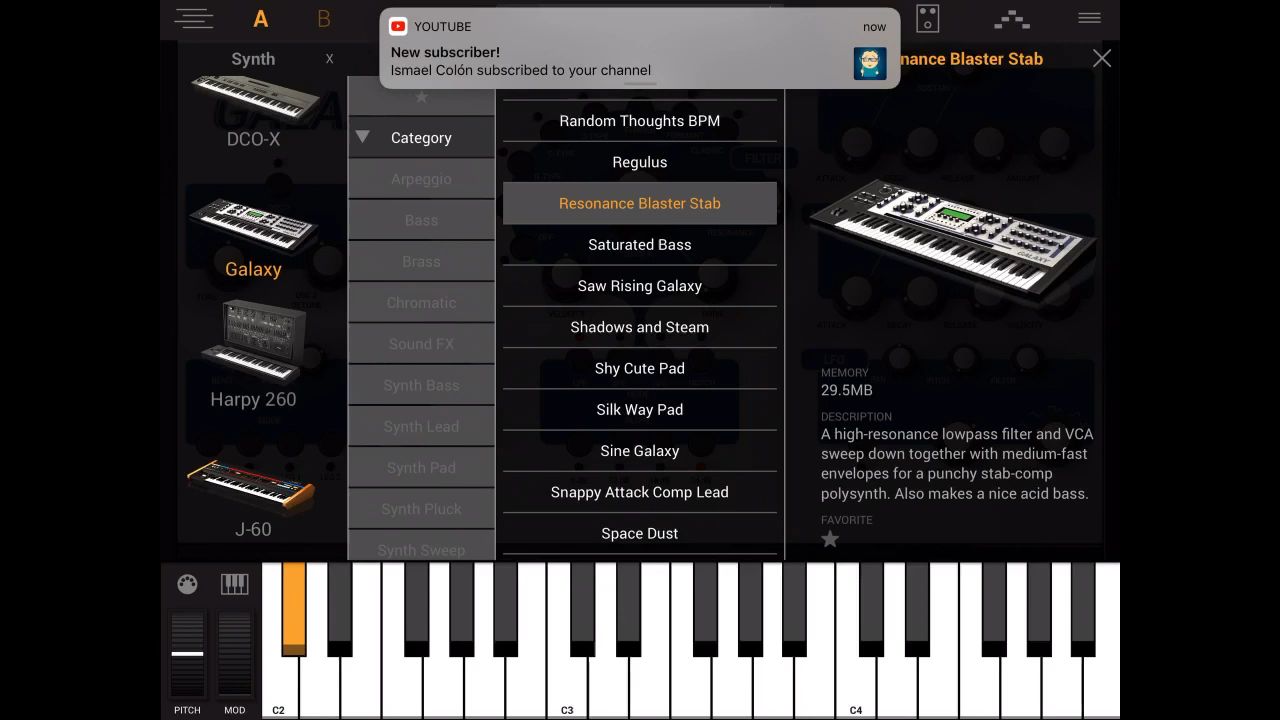 A
B
YOUTUBE
now
New subscriber!
Ismael Colón subscribed to your channel
Synth
x
nance Blaster Stab
DCO-X
Galaxy
Harpy 260
J-60
Category
Arpeggio
Bass
Brass
Chromatic
Sound FX
Synth Bass
Synth Lead
Synth Pad
Synth Pluck
Synth Sweep
Random Thoughts BPM
Regulus
Resonance Blaster Stab
Saturated Bass
Saw Rising Galaxy
Shadows and Steam
Shy Cute Pad
Silk Way Pad
Sine Galaxy
Snappy Attack Comp Lead
Space Dust
GALAXY
MEMORY
29.5MB
DESCRIPTION
A high-resonance lowpass filter and VCA
sweep down together with medium-fast
envelopes for a punchy stab-comp
polysynth. Also makes a nice acid bass.
FAVORITE
PITCH
MOD
C2
C3
C4